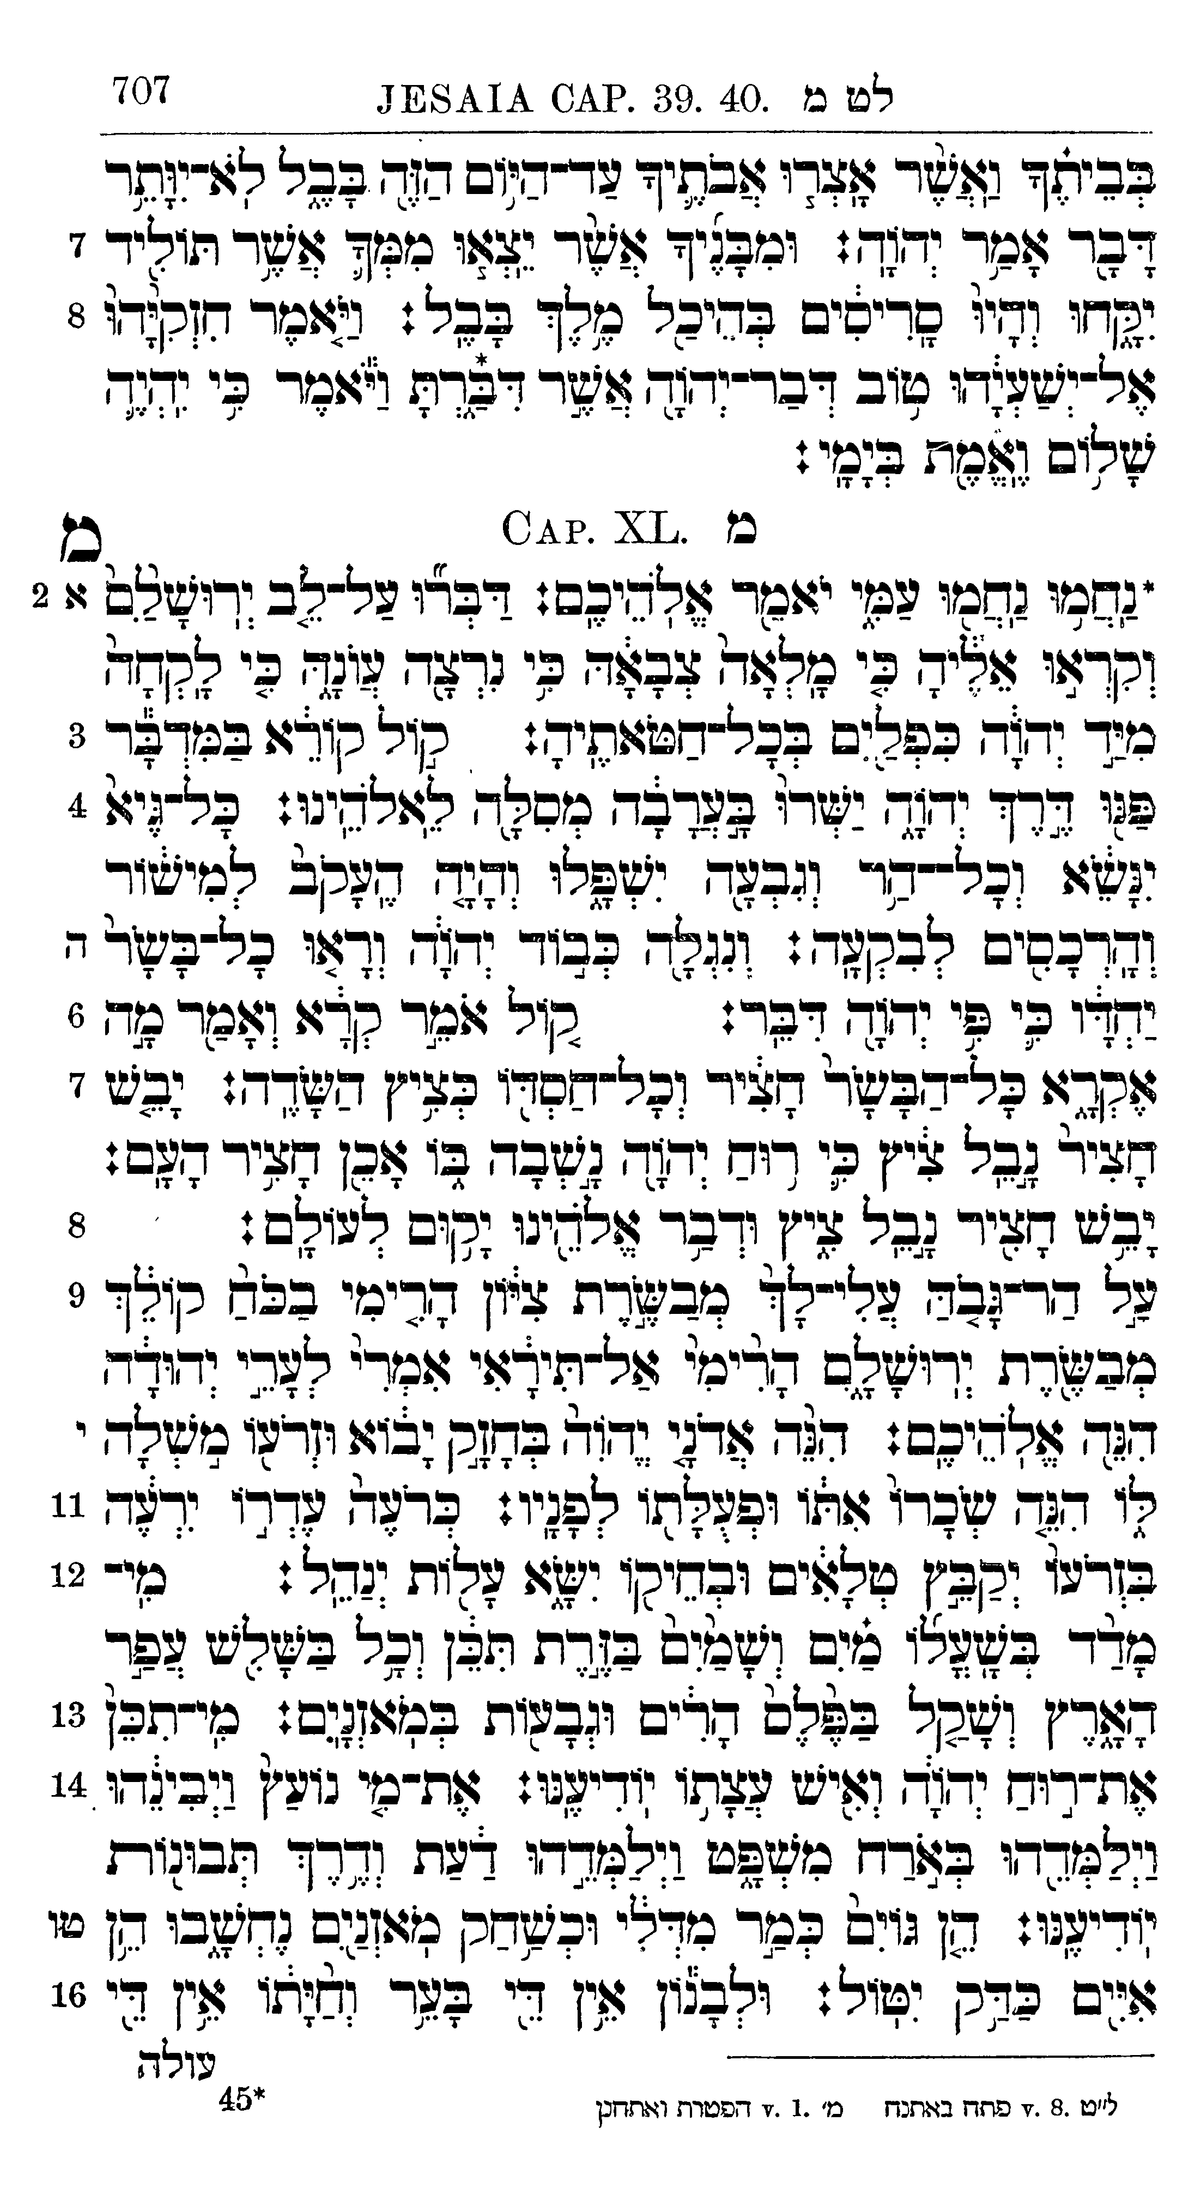 707 JESAIA CAP. 39. 40. לט מ
בְּבֵיתֶ֗ךָ וַאֲשֶׁ֨ר אָצְר֧וּ אֲבֹתֶ֛יךָ עַד־הַיּ֥וֹם הַזֶּ֖ה בָּבֶ֑ל לֹֽא־יִוָּתֵ֥ר
דָּבָ֖ר אָמַ֥ר יְהוָֽה׃ וּמִבָּנֶ֜יךָ אֲשֶׁ֨ר יֵצְא֧וּ מִמְּךָ֛ אֲשֶׁ֥ר תּוֹלִ֖יד 7
יִקָּ֑חוּ וְהָיוּ֙ סָֽרִיסִ֔ים בְּהֵיכַ֖ל מֶ֥לֶךְ בָּבֶֽל׃ וַיֹּ֤אמֶר חִזְקִיָּ֙הוּ֙ 8
אֶֽל־יְשַׁעְיָ֔הוּ ט֥וֹב דְּבַר־יְהוָ֖ה אֲשֶׁ֣ר דִּבַּ֑*רְתָּ וַיֹּ֕אמֶר כִּ֥י יִֽהְיֶ֛ה
שָׁל֥וֹם וֶאֱמֶ֖ת בְּיָמָֽי׃
מ CAP. XL. מ
*נַֽחֲמ֥וּ נַֽחֲמ֖וּ עַמִּ֑י יֹאמַ֖ר אֱלֹֽהֵיכֶֽם׃ דַּבְּר֞וּ עַל־לֵ֤ב יְרֽוּשָׁלִַ֙ם֙ א 2
וְקִרְא֣וּ אֵלֶ֔יהָ כִּ֤י מָֽלְאָה֙ צְבָאָ֔הּ כִּ֥י נִרְצָ֖ה עֲוֺנָ֑הּ כִּ֤י לָקְחָה֙
מִיַּ֣ד יְהוָ֔ה כִּפְלַ֖יִם בְּכָל־חַטֹּאתֶֽיהָ׃ ק֣וֹל קוֹרֵ֔א בַּמִּדְבָּ֕ר 3
פַּנּ֖וּ דֶּ֣רֶךְ יְהוָ֑ה יַשְּׁרוּ֙ בָּעֲרָבָ֔ה מְסִלָּ֖ה לֵאלֹהֵֽינוּ׃ כָּל־גֶּיא֙ 4
יִנָּשֵׂ֔א וְכָל־הַ֥ר וְגִבְעָ֖ה יִשְׁפָּ֑לוּ וְהָיָ֤ה הֶֽעָקֹב֙ לְמִישׁ֔וֹר
וְהָרְכָסִ֖ים לְבִקְעָֽה׃ וְנִגְלָ֖ה כְּב֣וֹד יְהוָ֑ה וְרָא֤וּ כָל־בָּשָׂר֙ ה
יַחְדָּ֔ו כִּ֛י פִּ֥י יְהוָ֖ה דִּבֵּֽר׃ ק֚וֹל אֹמֵ֣ר קְרָ֔א וְאָמַ֖ר מָ֣ה 6
אֶקְרָ֑א כָּל־הַבָּשָׂר֙ חָצִ֔יר וְכָל־חַסְדּ֖וֹ כְּצִ֥יץ הַשָּׂדֶֽה׃ יָבֵ֤שׁ 7
חָצִיר֙ נָ֣בֵֽל צִ֔יץ כִּ֛י ר֥וּחַ יְהוָ֖ה נָ֣שְׁבָה בּ֑וֹ אָכֵ֥ן חָצִ֖יר הָעָֽם׃
יָבֵ֥שׁ חָצִ֖יר נָ֣בֵֽל צִ֑יץ וּדְבַ֥ר אֱלֹהֵ֖ינוּ יָק֥וּם לְעוֹלָֽם׃ 8
עַ֣ל הַר־גָּבֹ֤הַּ עֲלִי־לָךְ֙ מְבַשֶּׂ֣רֶת צִיּ֔וֹן הָרִ֤ימִי בַכֹּ֙חַ֙ קוֹלֵ֔ךְ 9
מְבַשֶּׂ֖רֶת יְרֽוּשָׁלָ֑͏ִם הָרִ֙ימִי֙ אַל־תִּירָ֔אִי אִמְרִי֙ לְעָרֵ֣י יְהוּדָ֔ה
הִנֵּ֖ה אֱלֹֽהֵיכֶֽם׃ הִנֵּ֨ה אֲדֹנָ֤י יֱהוִה֙ בְּחָזָ֣ק יָב֔וֹא וּזְרֹע֖וֹ מֹ֣שְׁלָה י
ל֑וֹ הִנֵּ֤ה שְׂכָרוֹ֙ אִתּ֔וֹ וּפְעֻלָּת֖וֹ לְפָנָֽיו׃ כְּרֹעֶה֙ עֶדְר֣וֹ יִרְעֶ֔ה 11
בִּזְרֹעוֹ֙ יְקַבֵּ֣ץ טְלָאִ֔ים וּבְחֵיק֖וֹ יִשָּׂ֑א עָל֖וֹת יְנַהֵֽל׃ מִֽי־ 12
מָדַ֨ד בְּשָׁעֳל֜וֹ מַ֗יִם וְשָׁמַ֙יִם֙ בַּזֶּ֣רֶת תִּכֵּ֔ן וְכָ֥ל בַּשָּׁלִ֖שׁ עֲפַ֣ר
הָאָ֑רֶץ וְשָׁקַ֤ל בַּפֶּ֙לֶס֙ הָרִ֔ים וּגְבָע֖וֹת בְּמֹֽאזְנָֽיִם׃ מִֽי־תִכֵּ֥ן֙ 13
אֶת־ר֖וּחַ יְהוָ֑ה וְאִ֥ישׁ עֲצָת֖וֹ יֽוֹדִיעֶֽנּוּ׃ אֶת־מִ֤י נוֹעָץ֙ וַיְבִינֵ֔הוּ 14
וַֽיְלַמְּדֵ֖הוּ בְּאֹ֣רַח מִשְׁפָּ֑ט וַיְלַמְּדֵ֣הוּ דַ֔עַת וְדֶ֥רֶךְ תְּבוּנ֖וֹת
יֽוֹדִיעֶֽנּוּ׃ הֵ֤ן גּוֹיִם֙ כְּמַ֣ר מִדְּלִ֔י וּכְשַׁ֥חַק מֹֽאזְנַ֖יִם נֶחְשָׁ֑בוּ הֵ֥ן טו
אִיִּ֖ים כַּדַּ֥ק יִטּֽוֹל׃ וּלְבָנ֕וֹן אֵ֥ין דֵּ֖י בָּעֵ֑ר וְחַ֨יָּת֔וֹ אֵ֥ין דֵּ֖י 16
עולה
45*
ל״ט v. 8. פתח באתנח מ׳ v. 1. הפטרת ואתחנן